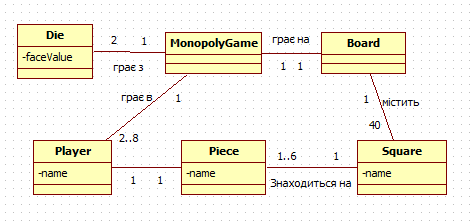 Die
-faceValue
2
1
грає з
MonopolyGame
грає на
1 1
Board
грає в
1
2..8
1
містить
40
Player
-name
1
1
Piece
-name
1..6
1
Знаходиться на
Square
-name